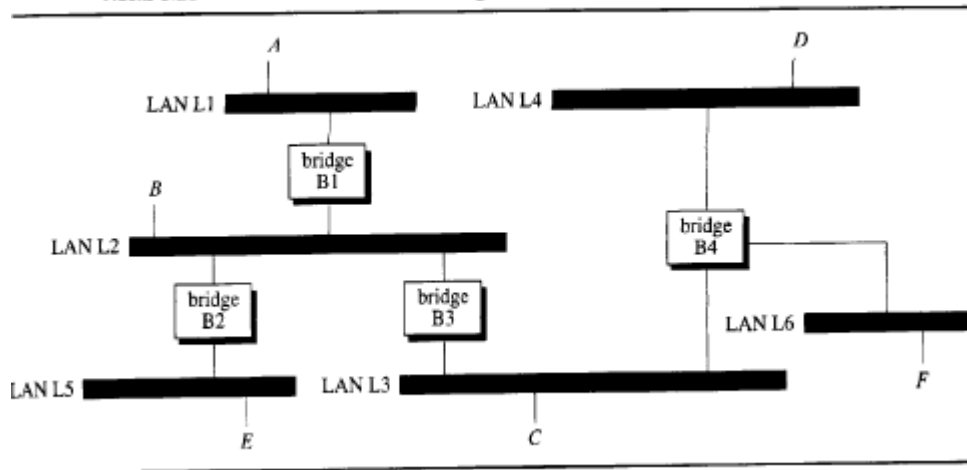 A
D
LAN L1
LAN L4
bridge
B1
B
LAN L2
bridge
B4
bridge
B2
bridge
B3
LAN L6
LAN L5
LAN L3
F
E
C